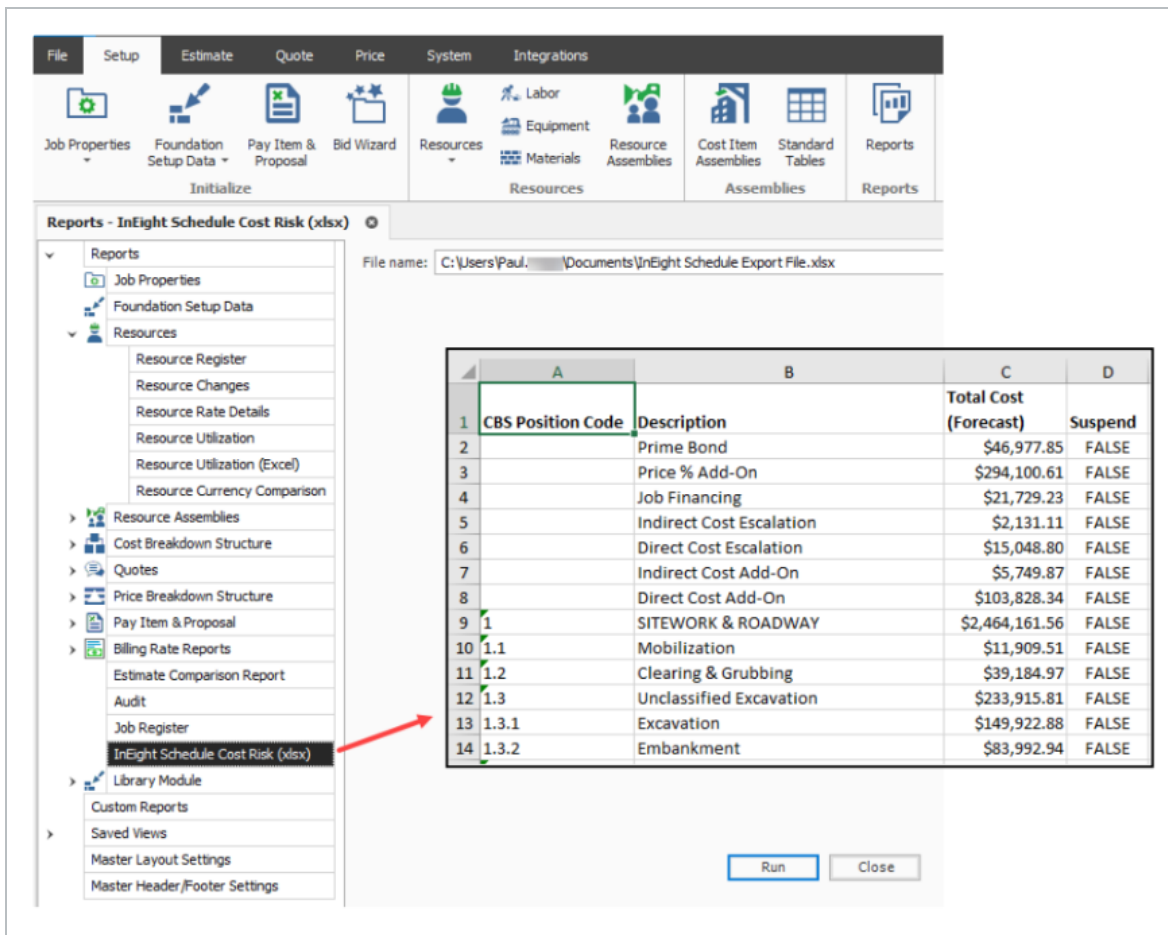 File Setup Estimate Quote Price System Integrations
Job Properties
Foundation Setup Data
Pay Item & Proposal
Bid Wizard
Initialize
Resources
Labor
Equipment
Materials
Resource Assemblies
Resources
Cost Item Assemblies
Standard Tables
Assemblies
Reports
Reports
Reports - InEight Schedule Cost Risk (xlsx)
Reports
Job Properties
Foundation Setup Data
Resources
Resource Register
Resource Changes
Resource Rate Details
Resource Utilization
Resource Utilization (Excel)
Resource Currency Comparison
Resource Assemblies
Cost Breakdown Structure
Quotes
Price Breakdown Structure
Pay Item & Proposal
Billing Rate Reports
Estimate Comparison Report
Audit
Job Register
InEight Schedule Cost Risk (xlsx)
Library Module
Custom Reports
Saved Views
Master Layout Settings
Master Header/Footer Settings
File name: C:\Users\Paul. \Documents\InEight Schedule Export File.xlsx
A B C D
1 CBS Position Code Description Total Cost (Forecast) Suspend
2 Prime Bond $46,977.85 FALSE
3 Price % Add-On $294,100.61 FALSE
4 Job Financing $21,729.23 FALSE
5 Indirect Cost Escalation $2,131.11 FALSE
6 Direct Cost Escalation $15,048.80 FALSE
7 Indirect Cost Add-On $5,749.87 FALSE
8 Direct Cost Add-On $103,828.34 FALSE
9 1 SITEWORK & ROADWAY $2,464,161.56 FALSE
10 1.1 Mobilization $11,909.51 FALSE
11 1.2 Clearing & Grubbing $39,184.97 FALSE
12 1.3 Unclassified Excavation $233,915.81 FALSE
13 1.3.1 Excavation $149,922.88 FALSE
14 1.3.2 Embankment $83,992.94 FALSE
Run Close